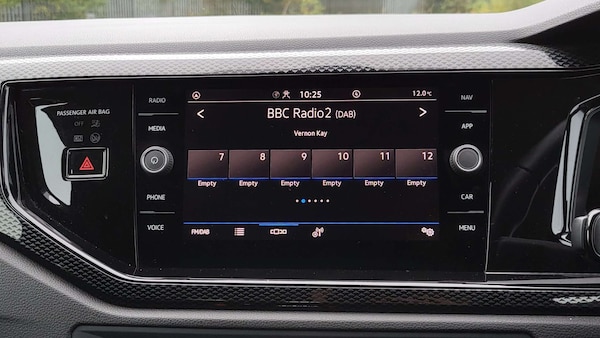 PASSENGER AIR BAG
OFF
ON
RADIO
MEDIA
PHONE
VOICE
10:25
12.0°C
< BBC Radio2 (DAB) >
Vernon Kay
7 8 9 10 11 12
Empty Empty Empty Empty Empty Empty
FM/DAB
NAV
APP
CAR
MENU